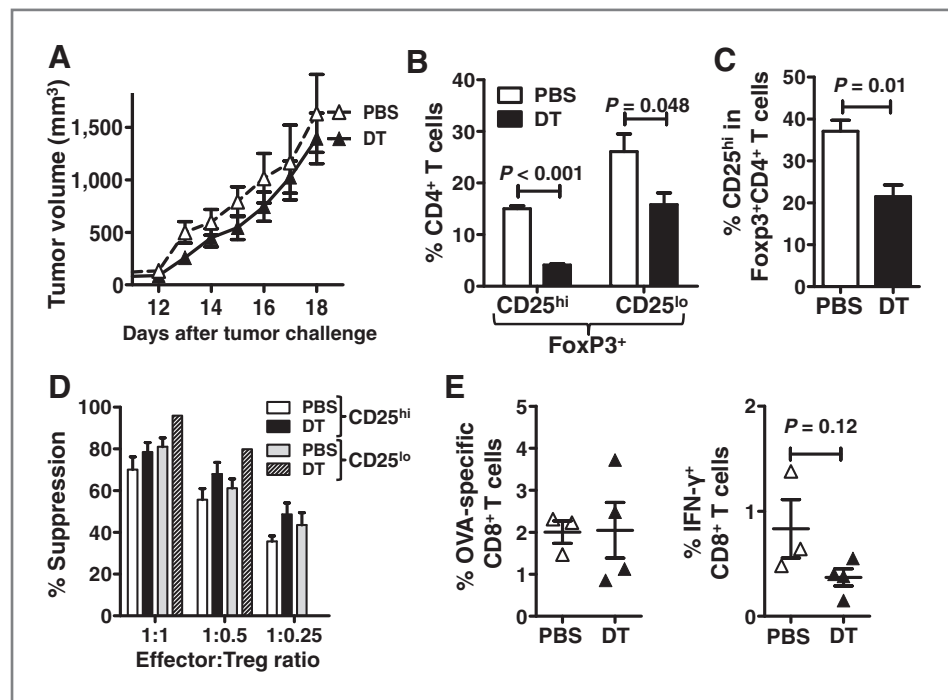 A
Tumor volume (mm³)
1,500
1,000
500
0
12 14 16 18
Days after tumor challenge
PBS
DT
B
% CD4⁺ T cells
40
30
20
10
0
PBS
DT
P < 0.001
P = 0.048
CD25ʰⁱ CD25ˡᵒ
FoxP3⁺
C
% CD25ʰⁱ in
Foxp3⁺CD4⁺ T cells
50
40
30
20
10
0
P = 0.01
PBS DT
D
% Suppression
100
80
60
40
20
0
PBS
DT
CD25ʰⁱ
PBS
DT
CD25ˡᵒ
1:1 1:0.5 1:0.25
Effector:Treg ratio
E
% OVA-specific
CD8⁺ T cells
5
4
3
2
1
0
PBS DT
% IFN-γ⁺
CD8⁺ T cells
2
1
0
P = 0.12
PBS DT